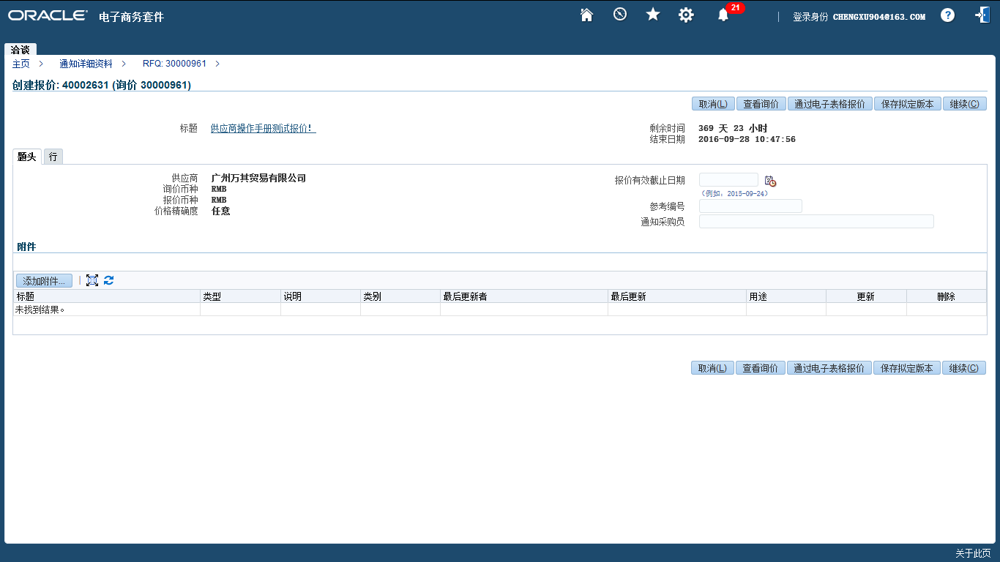 ORACLE® 电子商务套件 21 登录身份 CHENGXU904@163.COM ?
洽谈
主页 > 通知详细资料 > RFQ: 30000961 >
创建报价: 40002631 (询价 30000961)
取消(L) 查看询价 通过电子表格报价 保存拟定版本 继续(C)
标题 供应商操作手册测试报价! 剩余时间 369 天 23 小时
结束日期 2016-09-28 10:47:56
题头 行
供应商 广州万其贸易有限公司 报价有效截止日期
询价币种 RMB
(例如: 2015-09-24)
报价币种 RMB
参考编号
价格精确度 任意
通知采购员
附件
添加附件...
标题 类型 说明 类别 最后更新者 最后更新 用途 更新 删除
未找到结果。
取消(L) 查看询价 通过电子表格报价 保存拟定版本 继续(C)
关于此页